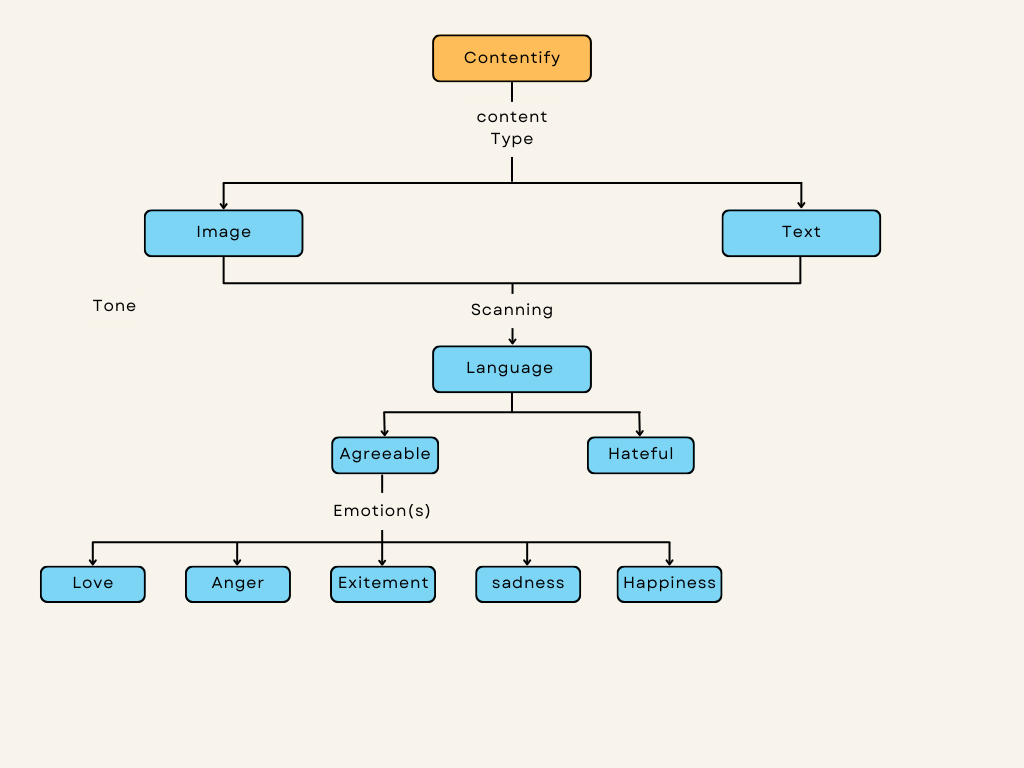 Contentify
content
Type
Image
Text
Tone
Scanning
Language
Agreeable
Hateful
Emotion(s)
Love
Anger
Exitement
sadness
Happiness